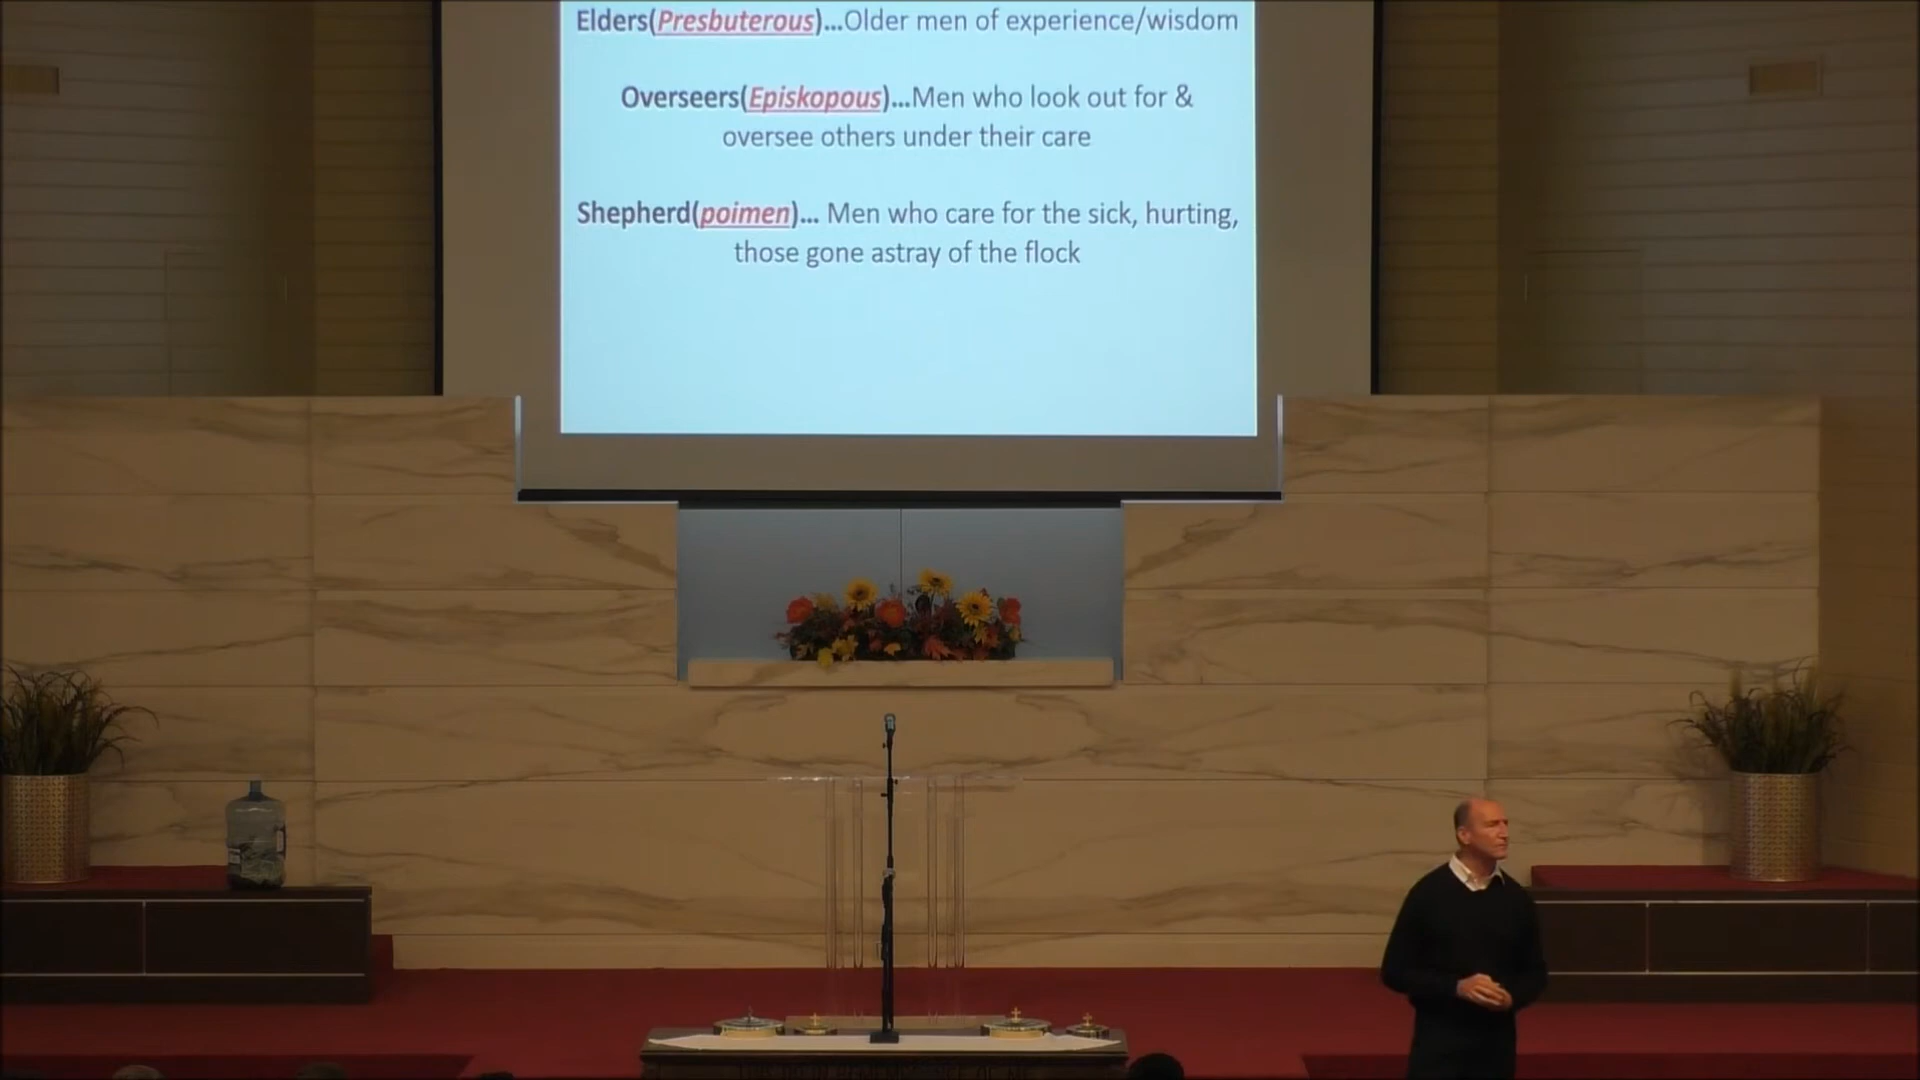 Elders(Presbuterous)...Older men of experience/wisdom
Overseers(Episkopous)...Men who look out for &
oversee others under their care
Shepherd(poimen)... Men who care for the sick, hurting,
those gone astray of the flock